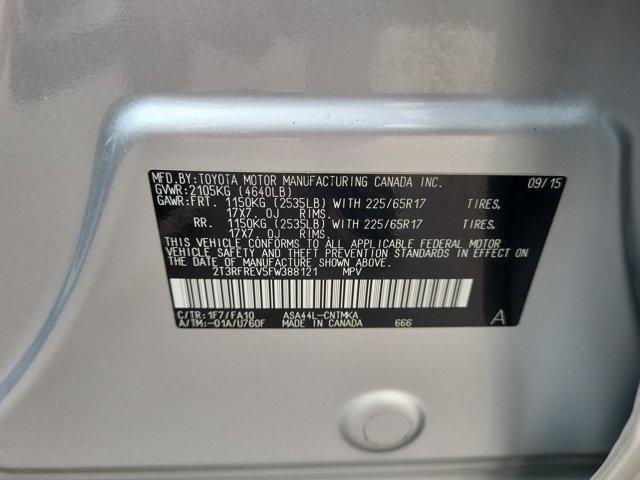 MFD.BY:TOYOTA MOTOR MANUFACTURING CANADA INC. 09/15
GVWR:2105KG (4640LB)
GAWR:FRT. 1150KG (2535LB) WITH 225/65R17 TIRES,
17X7.0J RIMS.
RR. 1150KG (2535LB) WITH 225/65R17 TIRES,
17X7.0J RIMS.
THIS VEHICLE CONFORMS TO ALL APPLICABLE FEDERAL MOTOR
VEHICLE SAFETY AND THEFT PREVENTION STANDARDS IN EFFECT ON
THE DATE OF MANUFACTURE SHOWN ABOVE.
2T3RFREV5FW388121 MPV
C/TR:1F7/FA10 ASA44L-CNTMKA
A/TM:-01A/U760F MADE IN CANADA 666 A